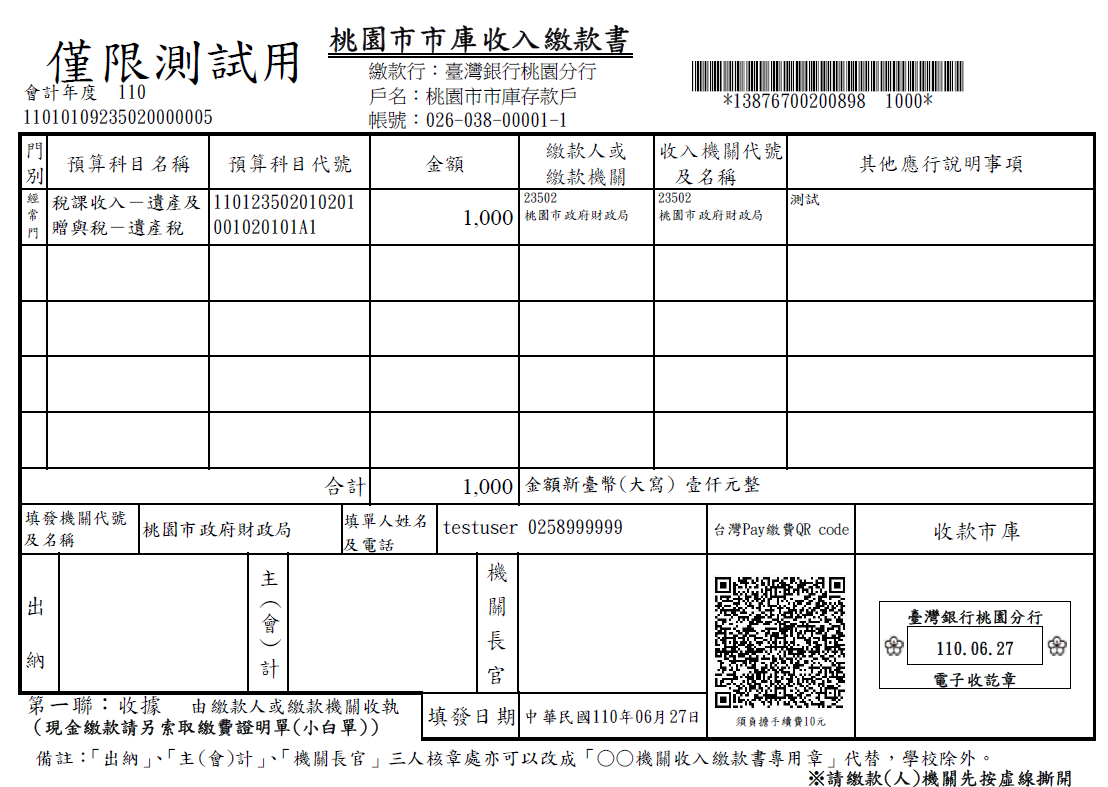 僅限測試用
桃園市市庫收入繳款書
繳款行：臺灣銀行桃園分行
戶名：桃園市市庫存款戶
帳號：026-038-00001-1
會計年度 110
11010109235020000005
*13876700200898 1000*
門別
預算科目名稱
預算科目代號
金額
繳款人或
繳款機關
收入機關代號
及名稱
其他應行說明事項
經常門
稅課收入－遺產及
贈與稅－遺產稅
110123502010201
001020101A1
1,000
23502
桃園市政府財政局
23502
桃園市政府財政局
測試
合計
1,000
金額新臺幣(大寫) 壹仟元整
填發機關代號
及名稱
桃園市政府財政局
填單人姓名
及電話
testuser 0258999999
台灣Pay繳費QR code
收款市庫
出納
主(會)計
機關長官
須負擔手續費10元
臺灣銀行桃園分行
110.06.27
電子收訖章
第一聯：收據 由繳款人或繳款機關收執
(現金繳款請另索取繳費證明單(小白單))
填發日期
中華民國110年06月27日
備註：「出納」、「主(會)計」、「機關長官」三人核章處亦可以改成「○○機關收入繳款書專用章」代替，學校除外。
※請繳款(人)機關先按虛線撕開